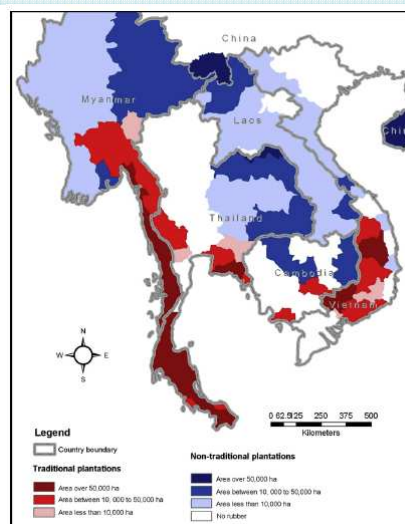 China
Myanmar
Laos
Chin
Thailand
Cambodia
Vietnam
N
W E
S
0 62.5125 250 375 500
Kilometers
Legend
Country boundary
Traditional plantations
Area over 50,000 ha
Area between 10, 000 to 50,000 ha
Area less than 10,000 ha
Non-traditional plantations
Area over 50,000 ha
Area between 10, 000 to 50,000 ha
Area less than 10,000 ha
No rubber